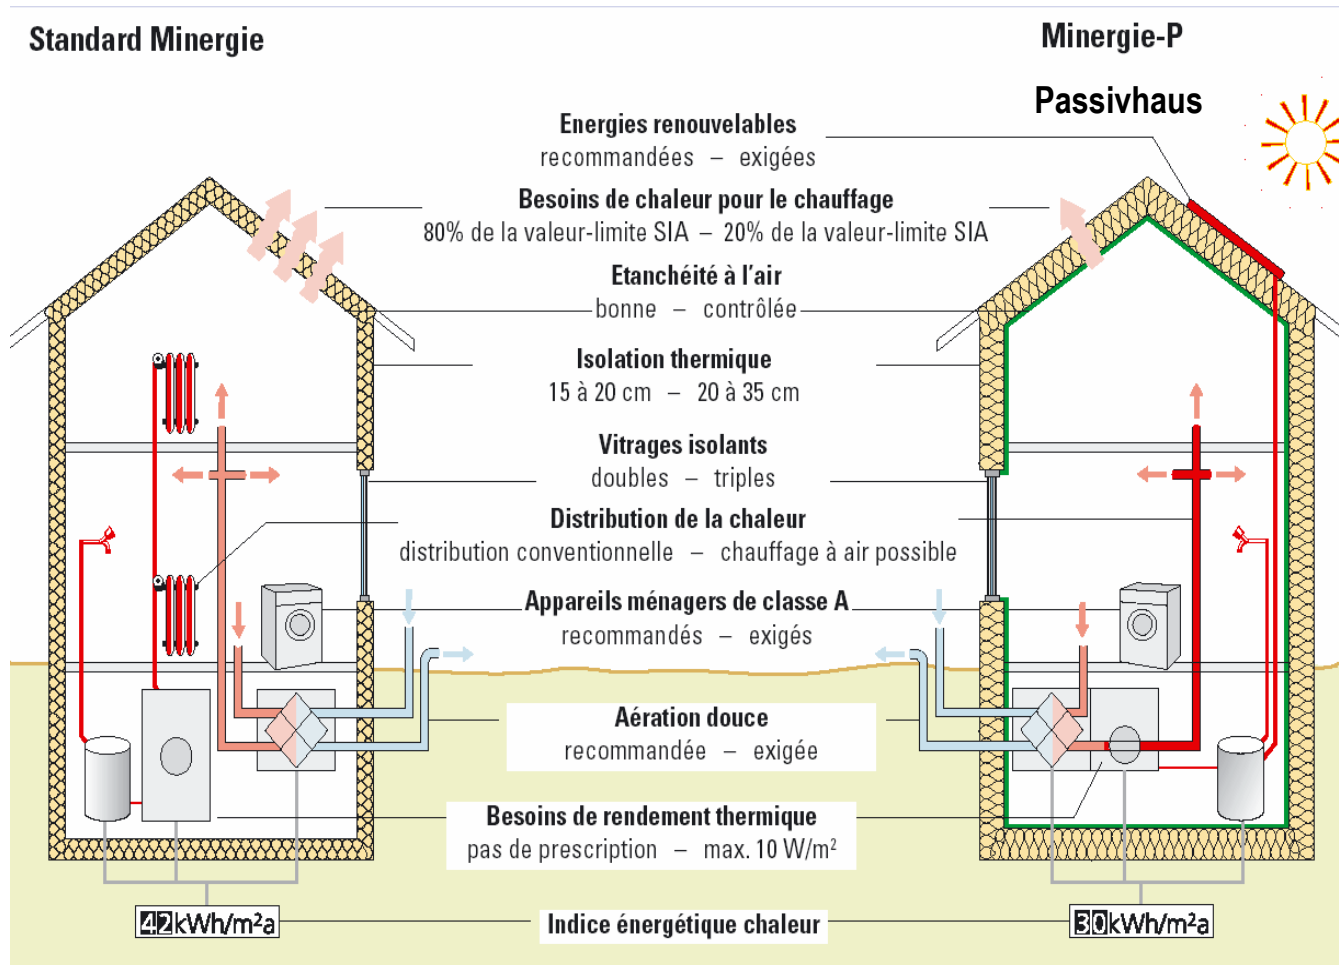 Standard Minergie
Minergie-P
Passivhaus
Energies renouvelables
recommandées – exigées
Besoins de chaleur pour le chauffage
80% de la valeur-limite SIA – 20% de la valeur-limite SIA
Etanchéité à l'air
bonne – contrôlée
Isolation thermique
15 à 20 cm – 20 à 35 cm
Vitrages isolants
doubles – triples
Distribution de la chaleur
distribution conventionnelle – chauffage à air possible
Appareils ménagers de classe A
recommandés – exigés
Aération douce
recommandée – exigée
Besoins de rendement thermique
pas de prescription – max. 10 W/m²
42kWh/m²a
Indice énergétique chaleur
30kWh/m²a